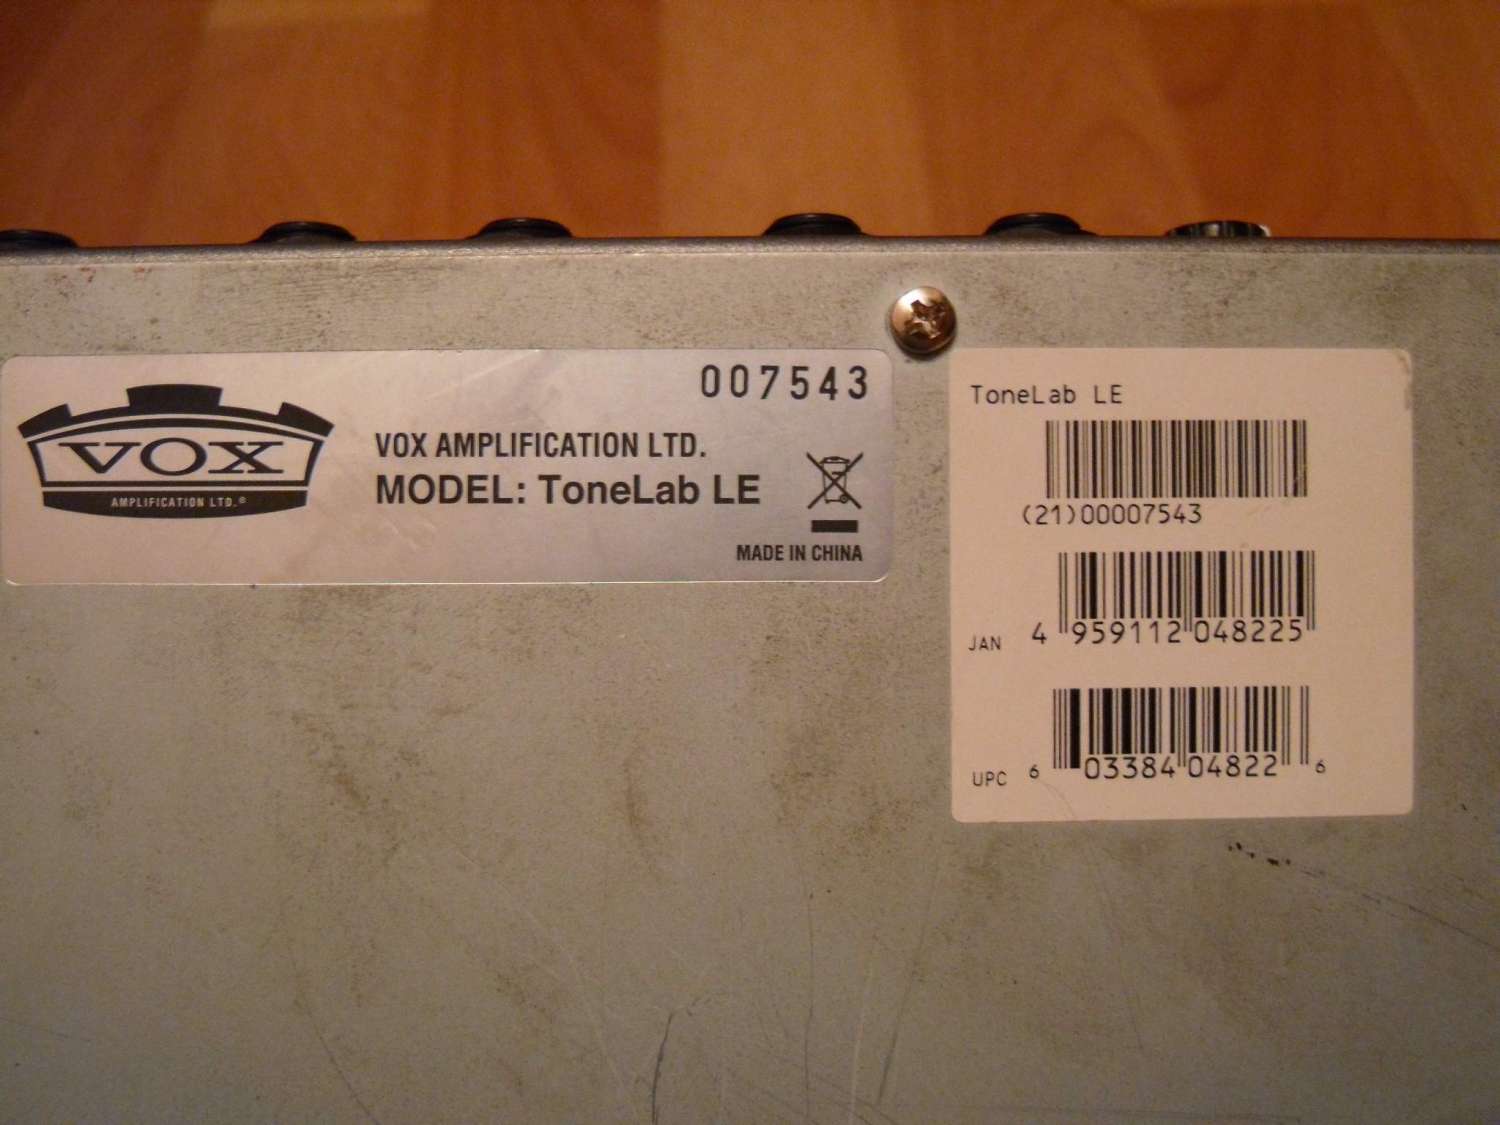 007543
VOX
AMPLIFICATION LTD.®
VOX AMPLIFICATION LTD.
MODEL: ToneLab LE
MADE IN CHINA
ToneLab LE
(21)00007543
JAN 4 959112 048225
UPC 6 03384 04822 6